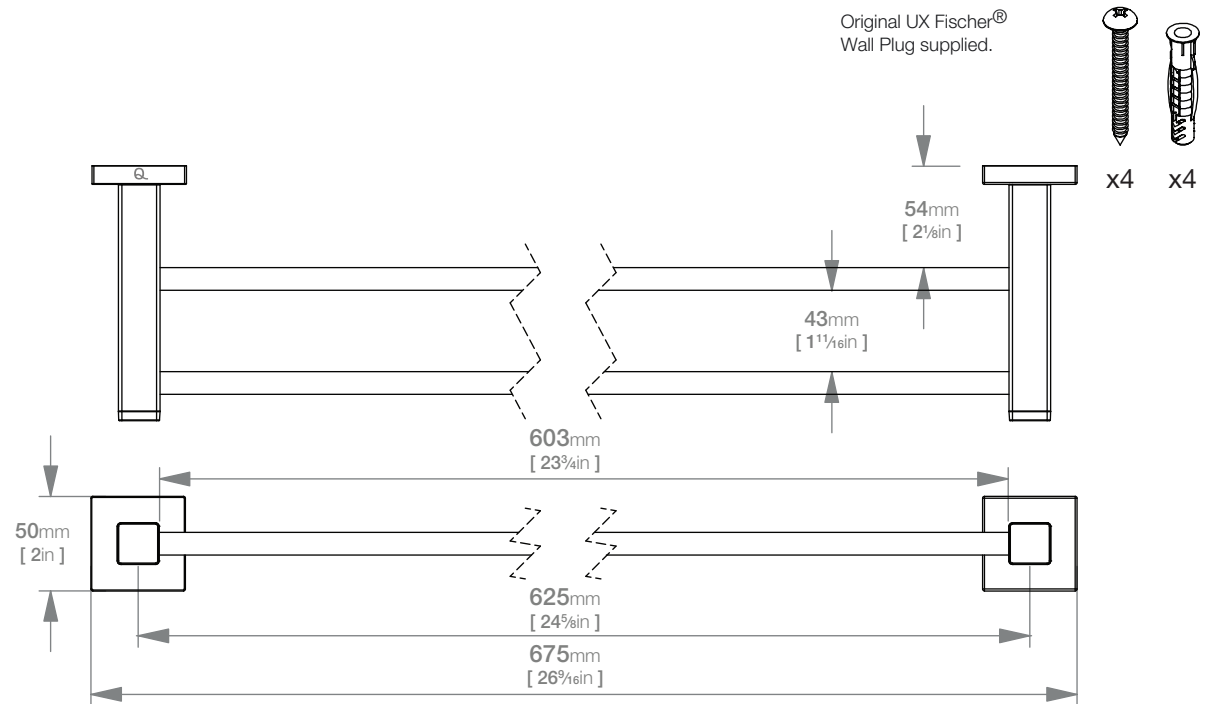 Original UX Fischer®
Wall Plug supplied.
x4 x4
Q
54mm
[ 2⅛in ]
43mm
[ 1¹¹⁄₁₆in ]
603mm
[ 23¾in ]
50mm
[ 2in ]
625mm
[ 24⅝in ]
675mm
[ 26⁹⁄₁₆in ]